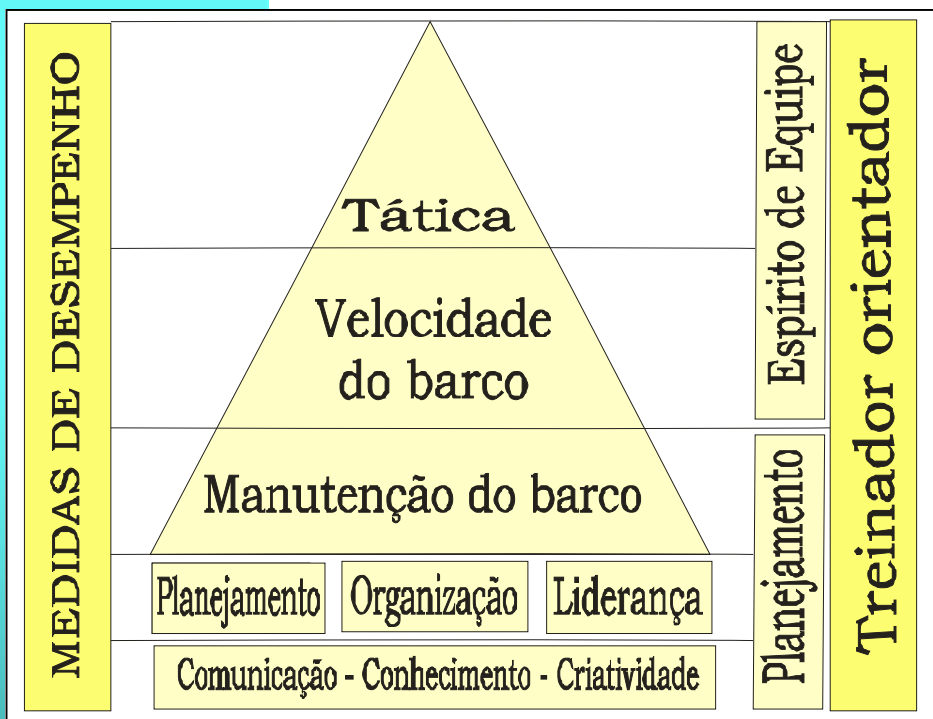 MEDIDAS DE DESEMPENHO
Tática
Velocidade
do barco
Manutenção do barco
Planejamento
Organização
Liderança
Comunicação - Conhecimento - Criatividade
Espírito de Equipe
Planejamento
Treinador orientador